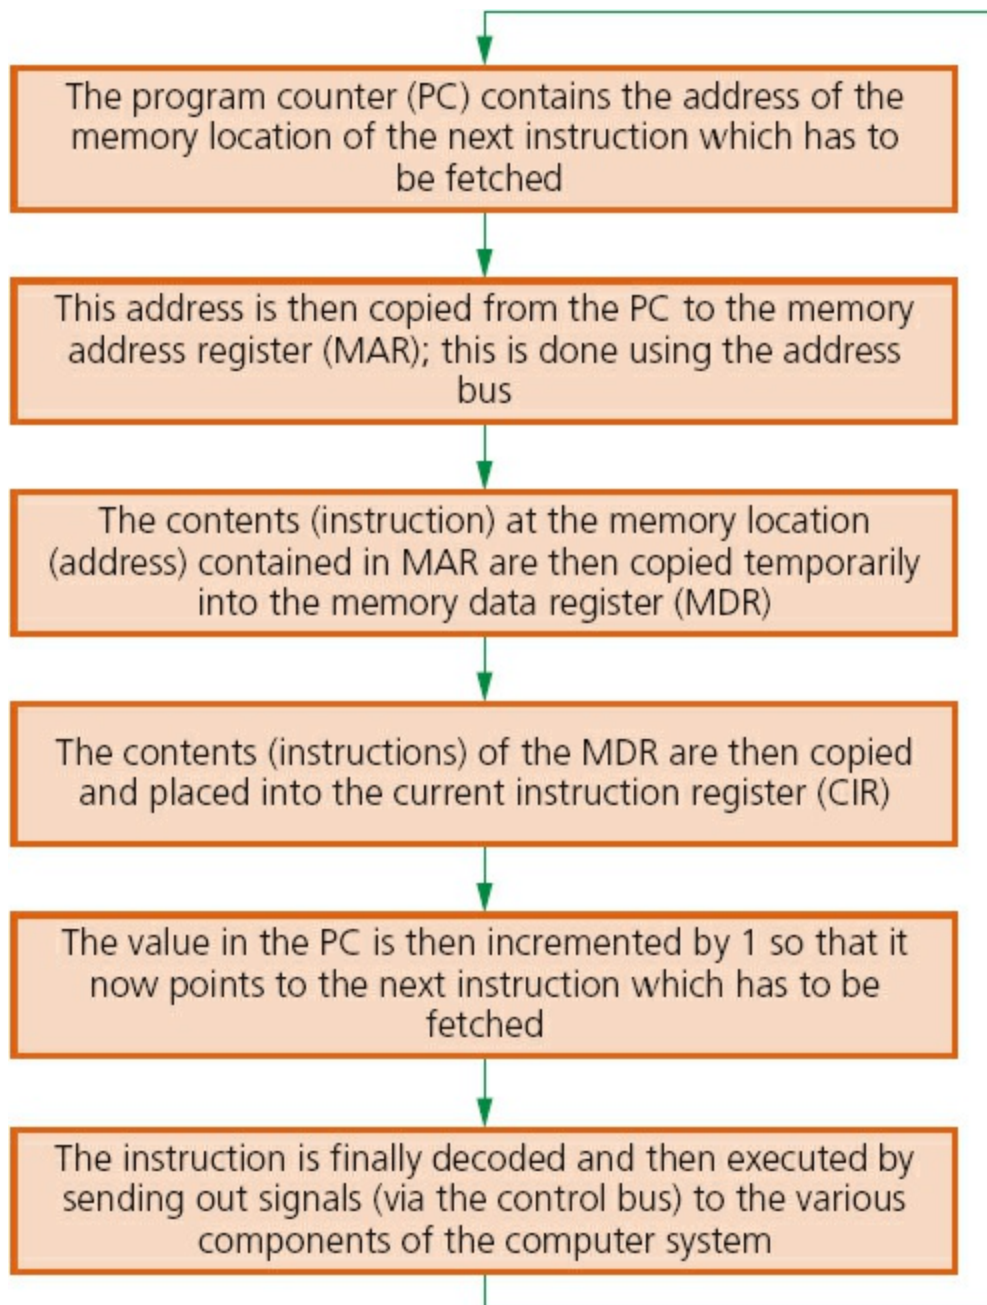 The program counter (PC) contains the address of the
memory location of the next instruction which has to
be fetched
This address is then copied from the PC to the memory
address register (MAR); this is done using the address
bus
The contents (instruction) at the memory location
(address) contained in MAR are then copied temporarily
into the memory data register (MDR)
The contents (instructions) of the MDR are then copied
and placed into the current instruction register (CIR)
The value in the PC is then incremented by 1 so that it
now points to the next instruction which has to be
fetched
The instruction is finally decoded and then executed by
sending out signals (via the control bus) to the various
components of the computer system